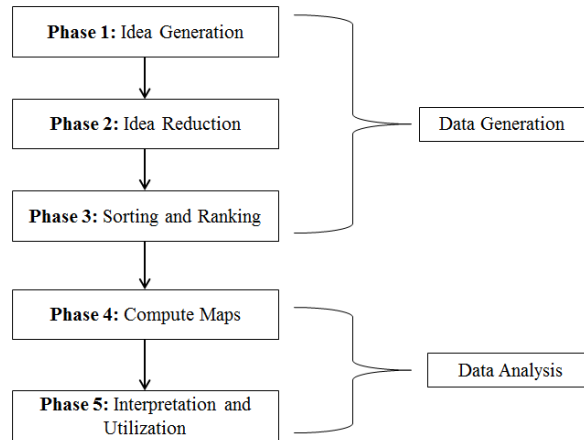 Phase 1: Idea Generation
Phase 2: Idea Reduction
Data Generation
Phase 3: Sorting and Ranking
Phase 4: Compute Maps
Data Analysis
Phase 5: Interpretation and
Utilization